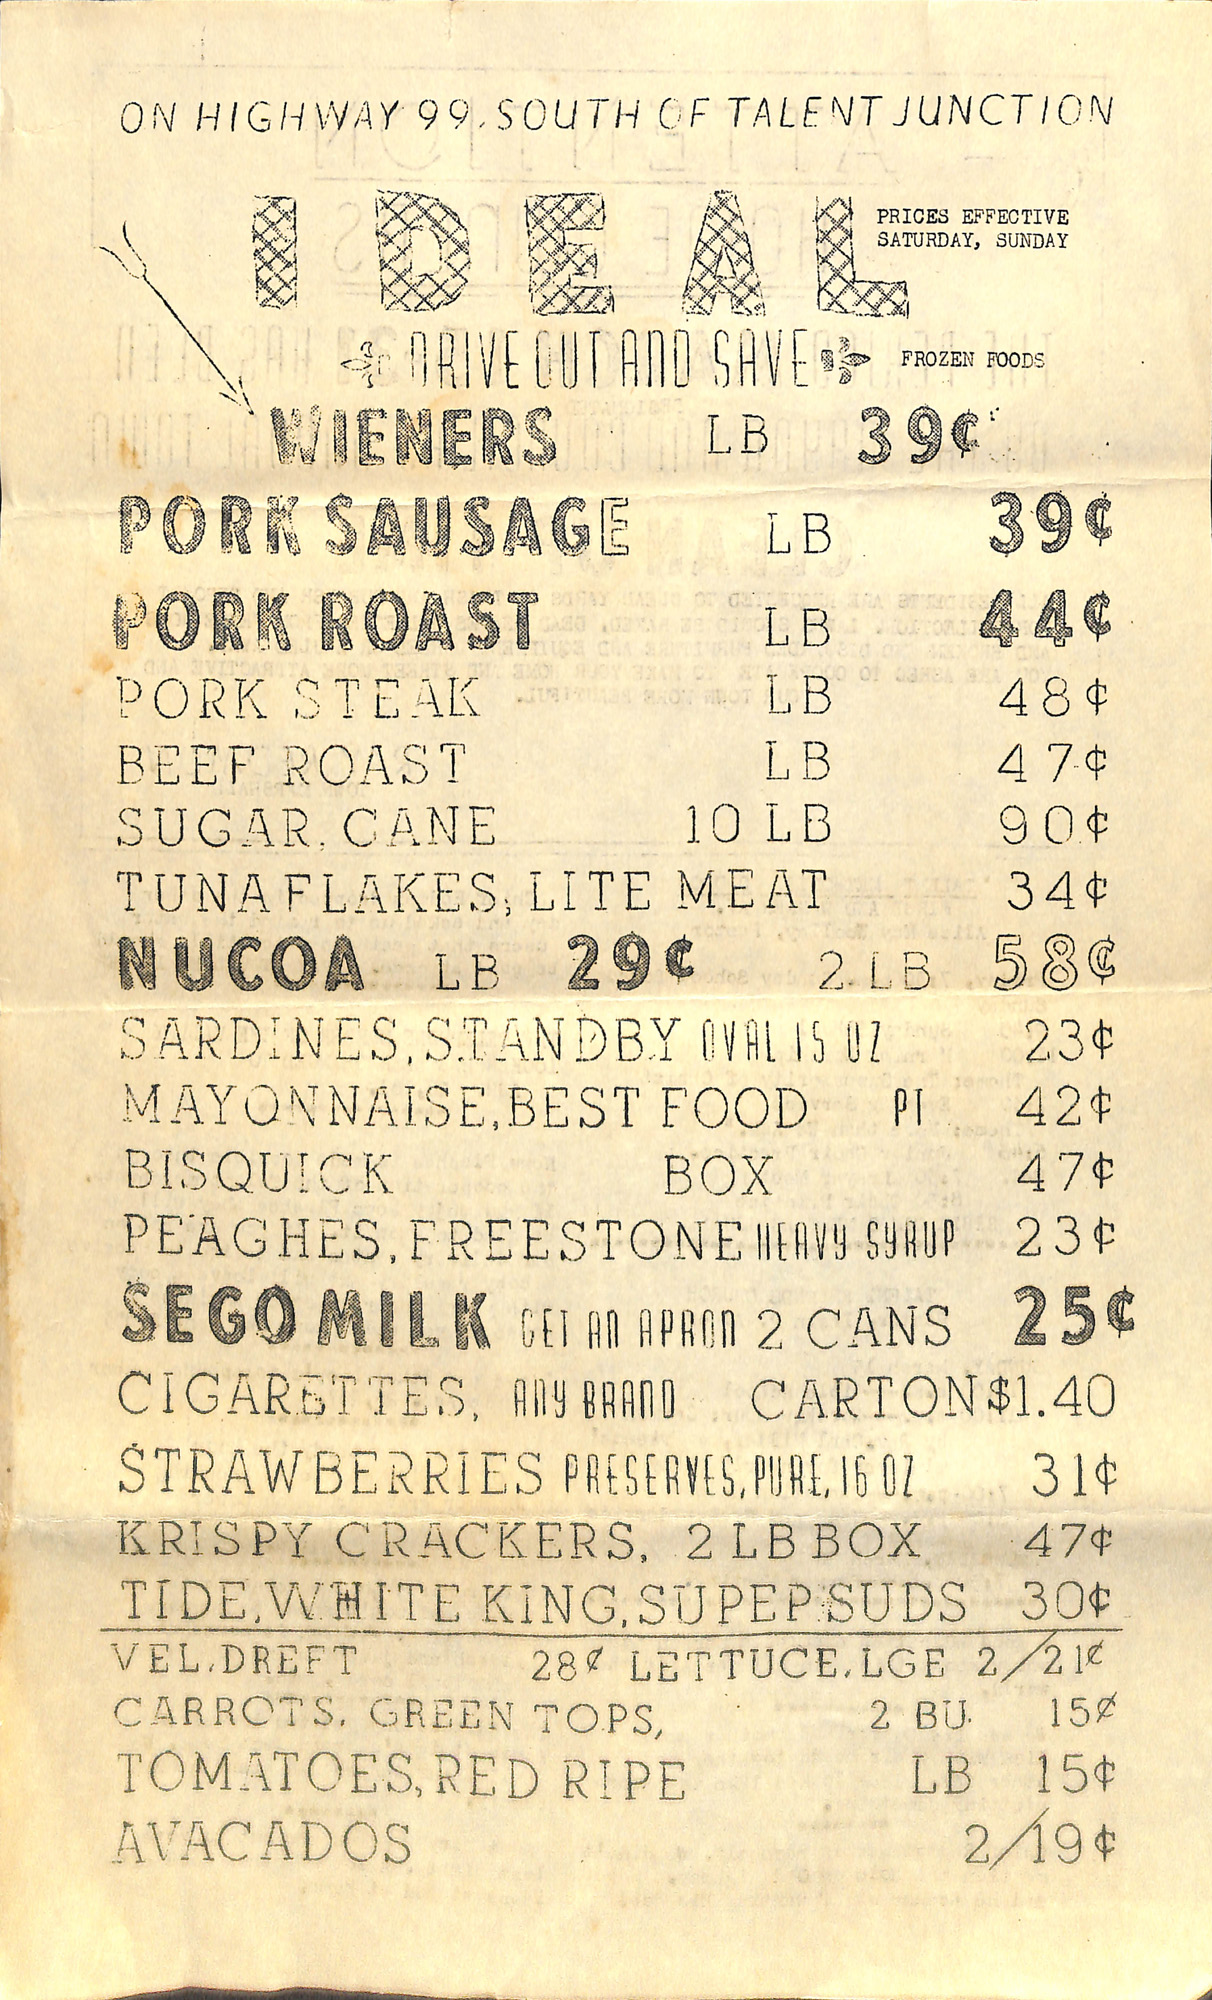 ON HIGHWAY 99, SOUTH OF TALENT JUNCTION
IDEAL
PRICES EFFECTIVE
SATURDAY, SUNDAY
DRIVE OUT AND SAVE
FROZEN FOODS
WIENERS LB 39¢
PORK SAUSAGE LB 39¢
PORK ROAST LB 44¢
PORK STEAK LB 48¢
BEEF ROAST LB 47¢
SUGAR, CANE 10 LB 90¢
TUNA FLAKES, LITE MEAT 34¢
NUCOA LB 29¢ 2 LB 58¢
SARDINES, STANDBY OVAL 15 OZ 23¢
MAYONNAISE, BEST FOOD PT 42¢
BISQUICK BOX 47¢
PEAGHES, FREESTONE HEAVY SYRUP 23¢
SEGO MILK GET AN APRON 2 CANS 25¢
CIGARETTES, ANY BRAND CARTON $1.40
STRAWBERRIES PRESERVES, PURE, 16 OZ 31¢
KRISPY CRACKERS, 2 LB BOX 47¢
TIDE, WHITE KING, SUPER SUDS 30¢
VEL, DREFT 28¢ LETTUCE, LGE 2/21¢
CARROTS, GREEN TOPS, 2 BU. 15¢
TOMATOES, RED RIPE LB 15¢
AVACADOS 2/19¢